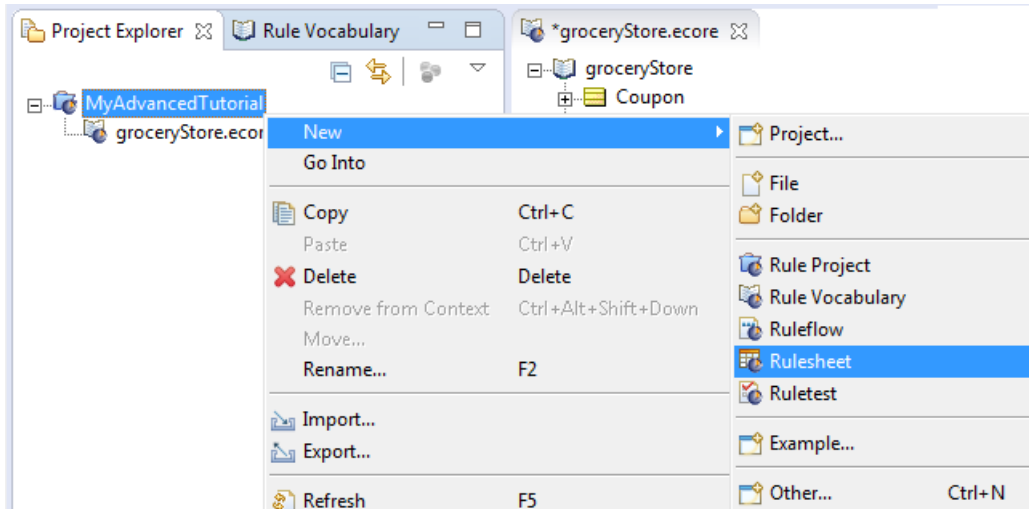 Project Explorer Rule Vocabulary
*groceryStore.ecore
groceryStore
Coupon
MyAdvancedTutorial
groceryStore.ecor
New
Go Into
Copy Ctrl+C
Paste Ctrl+V
Delete Delete
Remove from Context Ctrl+Alt+Shift+Down
Move...
Rename... F2
Import...
Export...
Refresh F5
Project...
File
Folder
Rule Project
Rule Vocabulary
Ruleflow
Rulesheet
Ruletest
Example...
Other... Ctrl+N